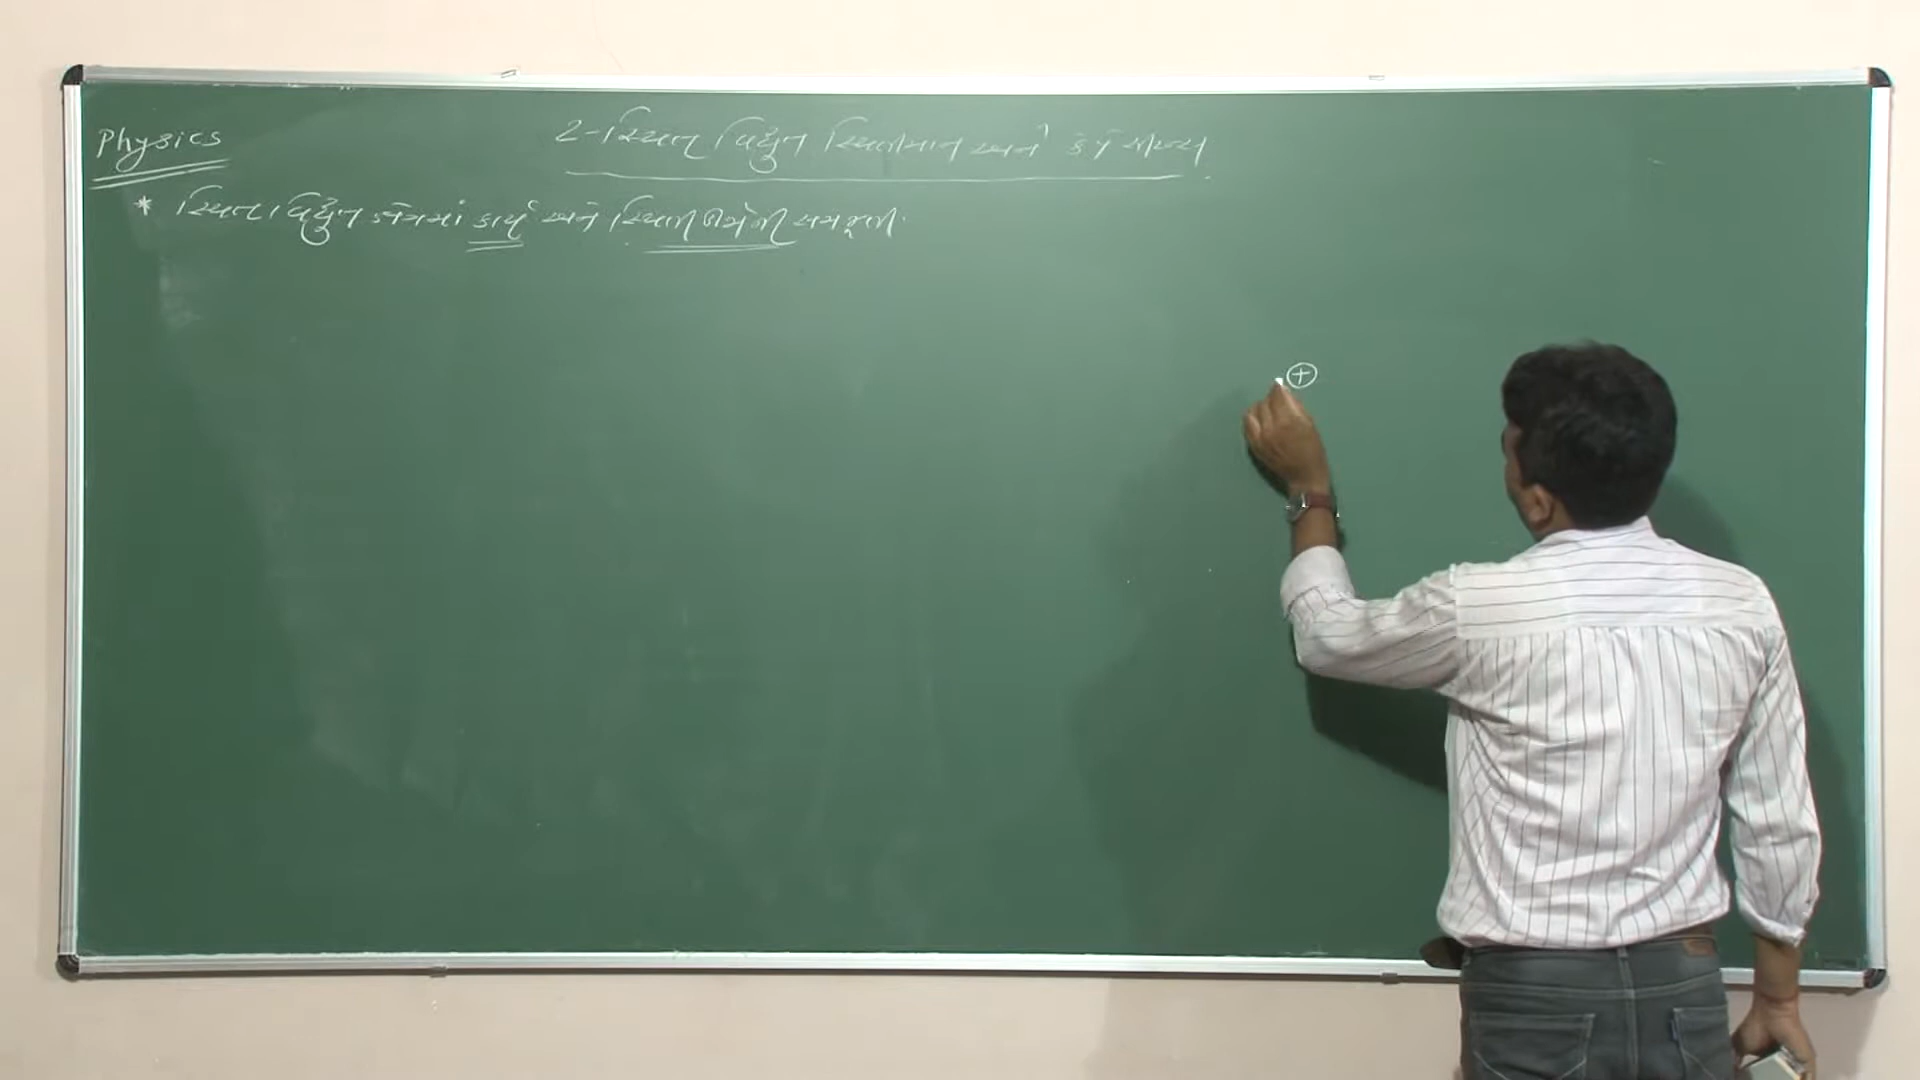 Physics
2-સ્થિત વિદ્યુત સ્થિતિમાન અને કેપેસિટન્સ
* સ્થિત વિદ્યુત ક્ષેત્રમાં કાર્ય અને સ્થિતિઊર્જાની સમજૂતી.
+